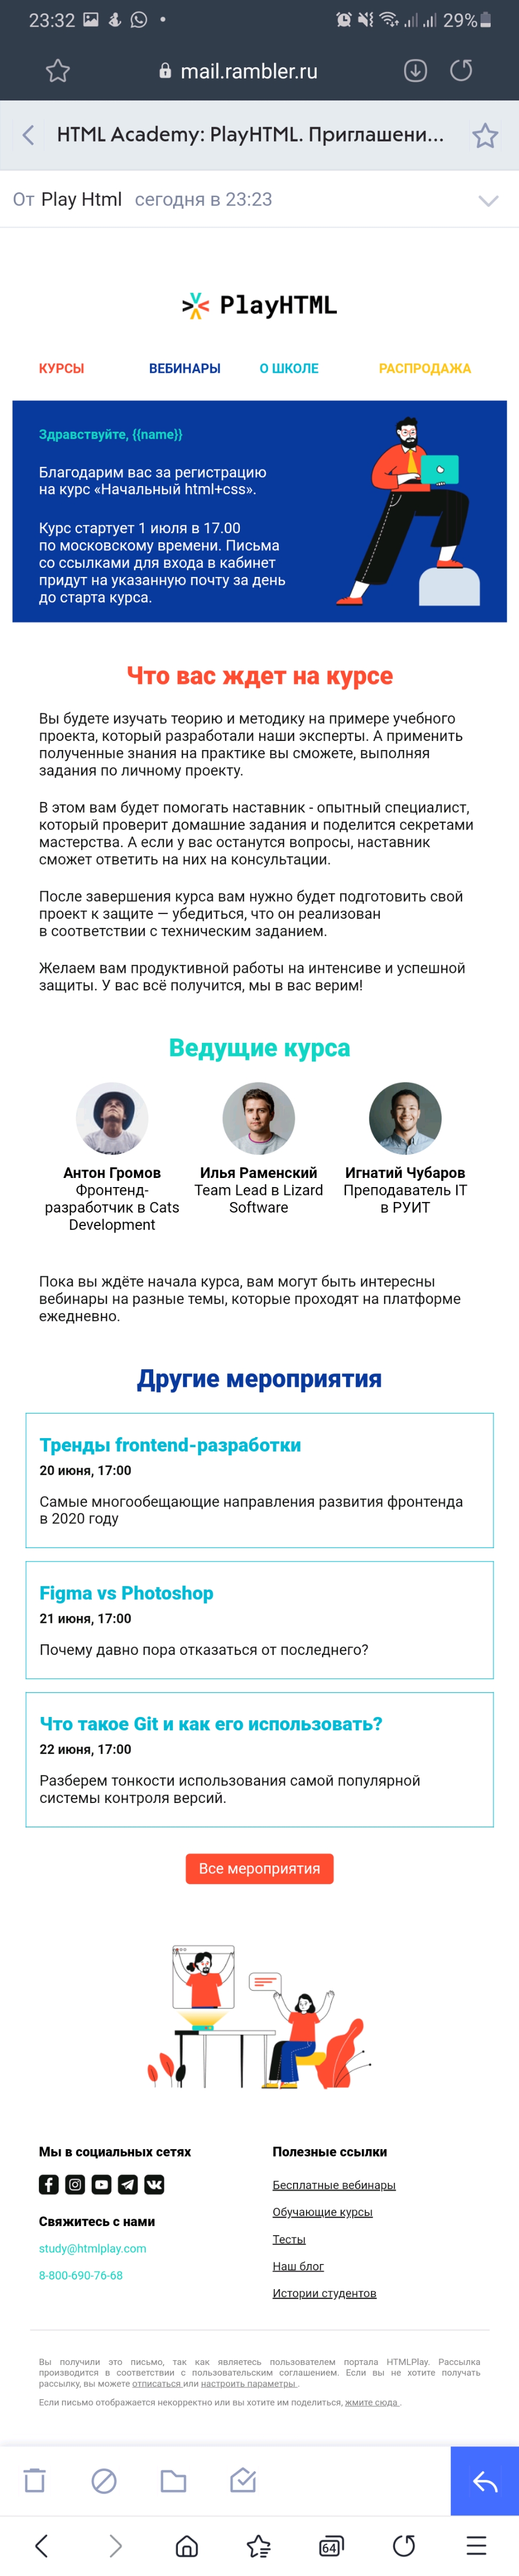 23:32
29%
mail.rambler.ru
HTML Academy: PlayHTML. Приглашени...
От Play Html сегодня в 23:23
PlayHTML
КУРСЫ ВЕБИНАРЫ О ШКОЛЕ РАСПРОДАЖА
Здравствуйте, {{name}}
Благодарим вас за регистрацию
на курс «Начальный html+css».
Курс стартует 1 июля в 17.00
по московскому времени. Письма
со ссылками для входа в кабинет
придут на указанную почту за день
до старта курса.
Что вас ждет на курсе
Вы будете изучать теорию и методику на примере учебного
проекта, который разработали наши эксперты. А применить
полученные знания на практике вы сможете, выполняя
задания по личному проекту.
В этом вам будет помогать наставник - опытный специалист,
который проверит домашние задания и поделится секретами
мастерства. А если у вас останутся вопросы, наставник
сможет ответить на них на консультации.
После завершения курса вам нужно будет подготовить свой
проект к защите — убедиться, что он реализован
в соответствии с техническим заданием.
Желаем вам продуктивной работы на интенсиве и успешной
защиты. У вас всё получится, мы в вас верим!
Ведущие курса
Антон Громов
Фронтенд-
разработчик в Cats
Development
Илья Раменский
Team Lead в Lizard
Software
Игнатий Чубаров
Преподаватель IT
в РУИТ
Пока вы ждёте начала курса, вам могут быть интересны
вебинары на разные темы, которые проходят на платформе
ежедневно.
Другие мероприятия
Тренды frontend-разработки
20 июня, 17:00
Самые многообещающие направления развития фронтенда
в 2020 году
Figma vs Photoshop
21 июня, 17:00
Почему давно пора отказаться от последнего?
Что такое Git и как его использовать?
22 июня, 17:00
Разберем тонкости использования самой популярной
системы контроля версий.
Все мероприятия
Мы в социальных сетях
Свяжитесь с нами
study@htmlplay.com
8-800-690-76-68
Полезные ссылки
Бесплатные вебинары
Обучающие курсы
Тесты
Наш блог
Истории студентов
Вы получили это письмо, так как являетесь пользователем портала HTMLPlay. Рассылка
производится в соответствии с пользовательским соглашением. Если вы не хотите получать
рассылку, вы можете отписаться или настроить параметры .
Если письмо отображается некорректно или вы хотите им поделиться, жмите сюда .
64